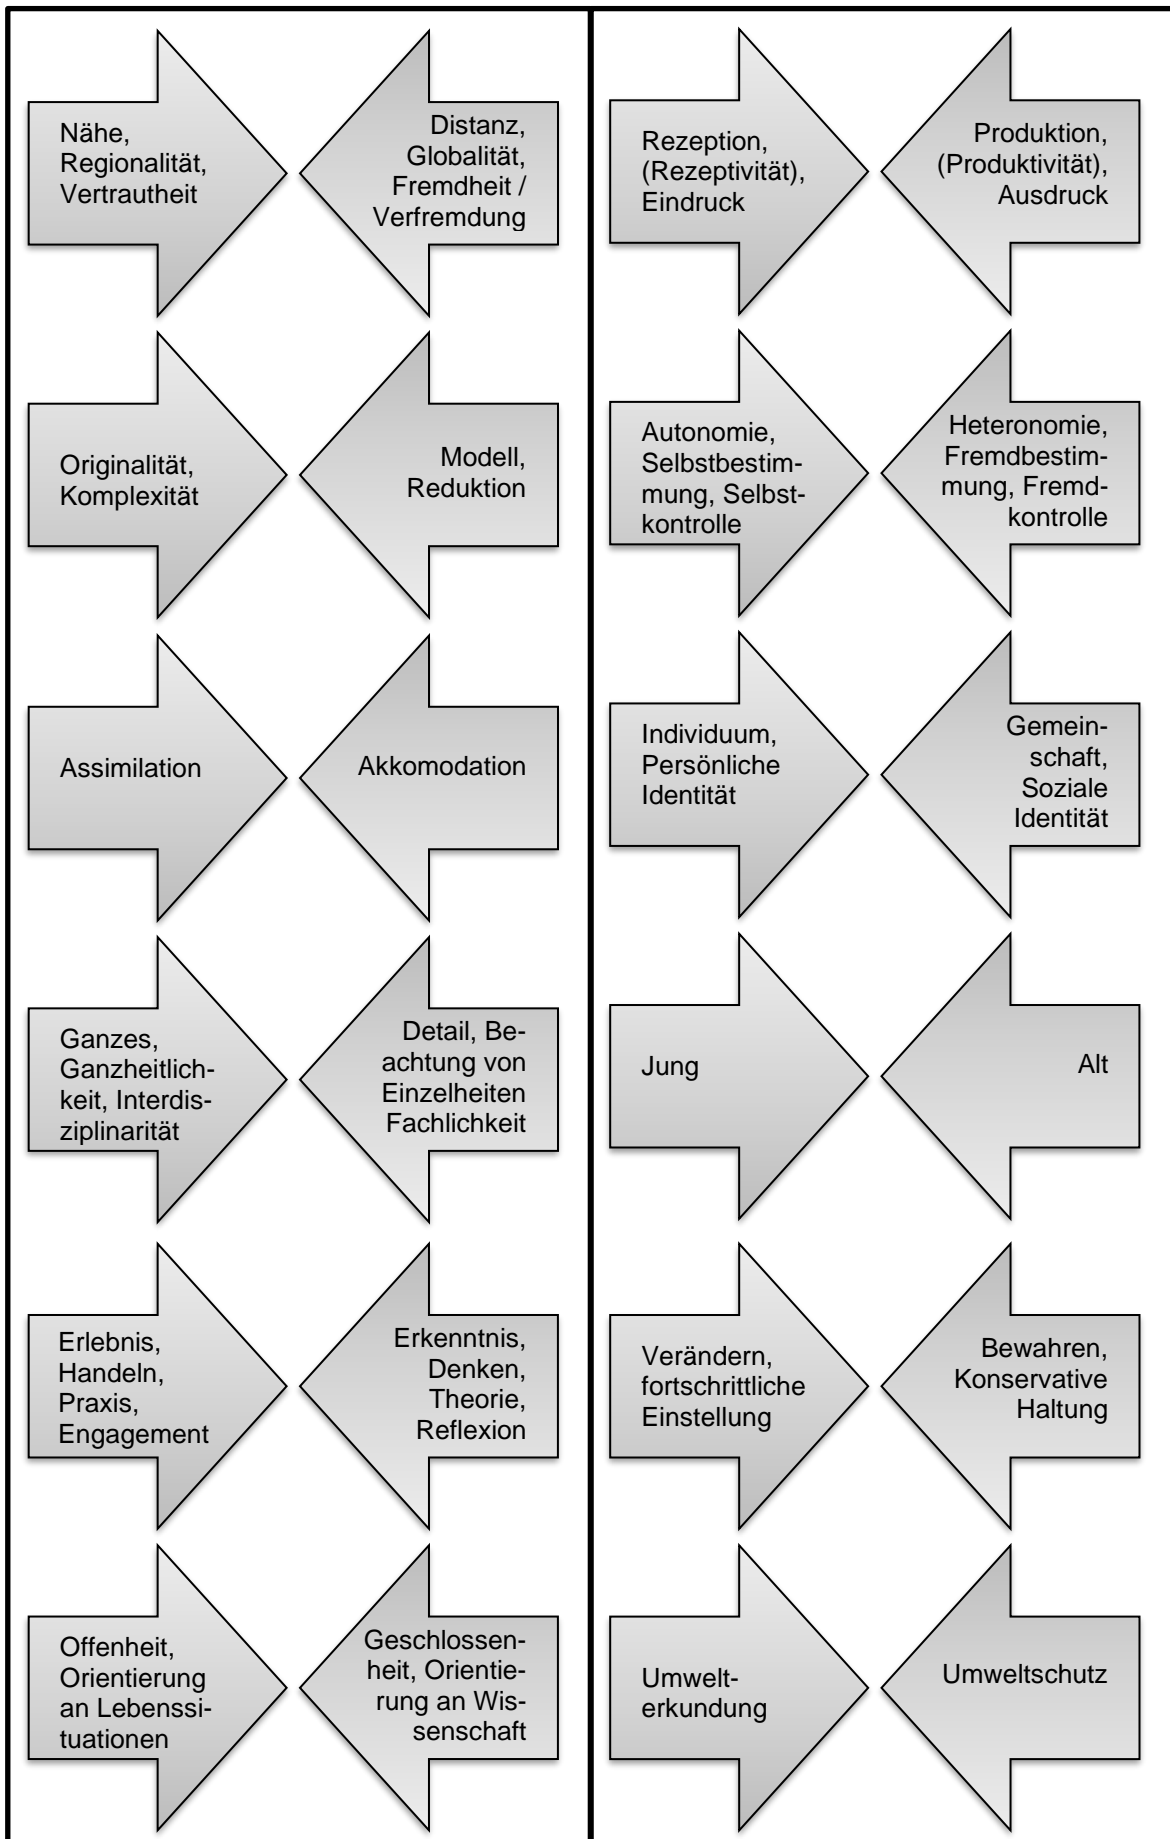 Nähe,
Regionalität,
Vertrautheit
Distanz,
Globalität,
Fremdheit /
Verfremdung
Originalität,
Komplexität
Modell,
Reduktion
Assimilation
Akkomodation
Ganzes,
Ganzheitlich-
keit, Interdis-
ziplinarität
Detail, Be-
achtung von
Einzelheiten
Fachlichkeit
Erlebnis,
Handeln,
Praxis,
Engagement
Erkenntnis,
Denken,
Theorie,
Reflexion
Offenheit,
Orientierung
an Lebenssi-
tuationen
Geschlossen-
heit, Orientie-
rung an Wis-
senschaft
Rezeption,
(Rezeptivität),
Eindruck
Produktion,
(Produktivität),
Ausdruck
Autonomie,
Selbstbestim-
mung, Selbst-
kontrolle
Heteronomie,
Fremdbestim-
mung, Fremd-
kontrolle
Individuum,
Persönliche
Identität
Gemein-
schaft,
Soziale
Identität
Jung
Alt
Verändern,
fortschrittliche
Einstellung
Bewahren,
Konservative
Haltung
Umwelt-
erkundung
Umweltschutz